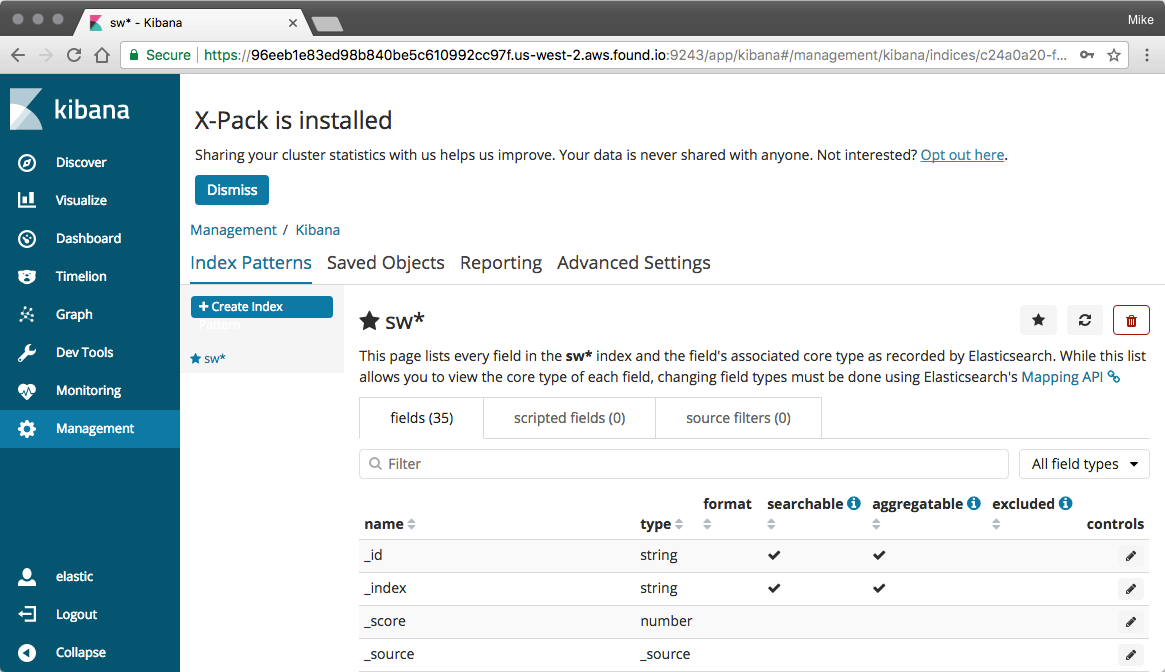 sw* - Kibana
Mike
Secure https://96eeb1e83ed98b840be5c610992cc97f.us-west-2.aws.found.io:9243/app/kibana#/management/kibana/indices/c24a0a20-f...
kibana
Discover
Visualize
Dashboard
Timelion
Graph
Dev Tools
Monitoring
Management
elastic
Logout
Collapse
X-Pack is installed
Sharing your cluster statistics with us helps us improve. Your data is never shared with anyone. Not interested? Opt out here.
Dismiss
Management / Kibana
Index Patterns Saved Objects Reporting Advanced Settings
Create Index
Pattern
sw*
sw*
This page lists every field in the sw* index and the field's associated core type as recorded by Elasticsearch. While this list
allows you to view the core type of each field, changing field types must be done using Elasticsearch's Mapping API
fields (35) scripted fields (0) source filters (0)
Filter
All field types
name type format searchable aggregatable excluded controls
_id string
_index string
_score number
_source _source